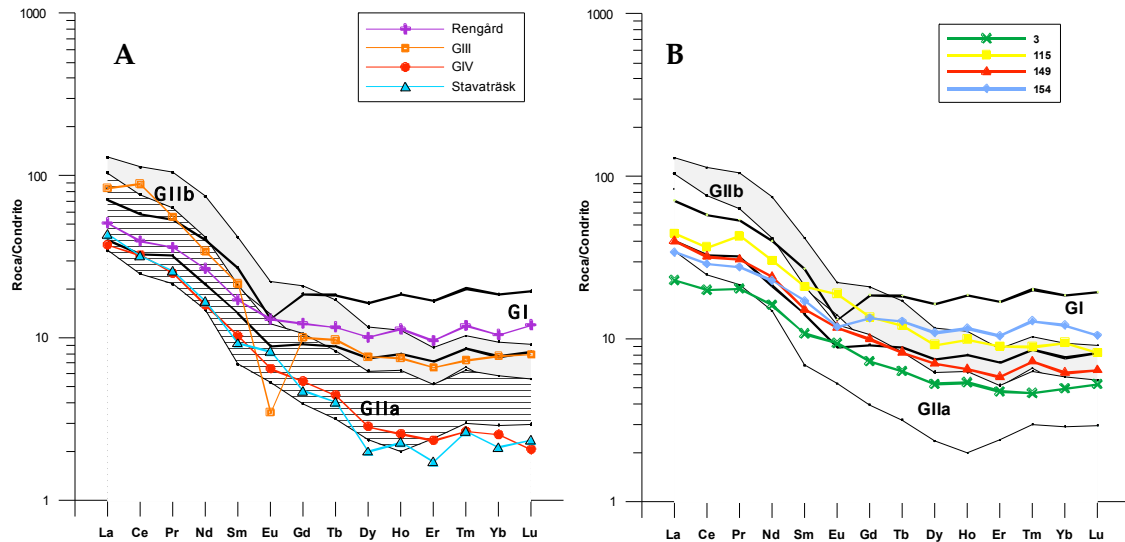 A
Rengård
GIII
GIV
Stavaträsk
1000
100
10
1
Roca/Condrito
GIIb
GI
GIIa
La Ce Pr Nd Sm Eu Gd Tb Dy Ho Er Tm Yb Lu
B
3
115
149
154
1000
100
10
1
Roca/Condrito
GIIb
GI
GIIa
La Ce Pr Nd Sm Eu Gd Tb Dy Ho Er Tm Yb Lu